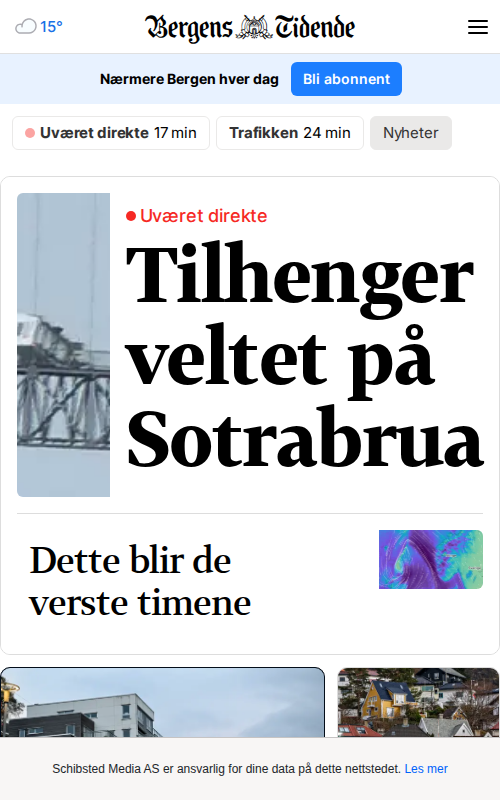 15°
Bergens Tidende
Nærmere Bergen hver dag
Bli abonnent
Uværet direkte 17 min
Trafikken 24 min
Nyheter
Uværet direkte
Tilhenger
veltet på
Sotrabrua
Dette blir de
verste timene
Schibsted Media AS er ansvarlig for dine data på dette nettstedet. Les mer